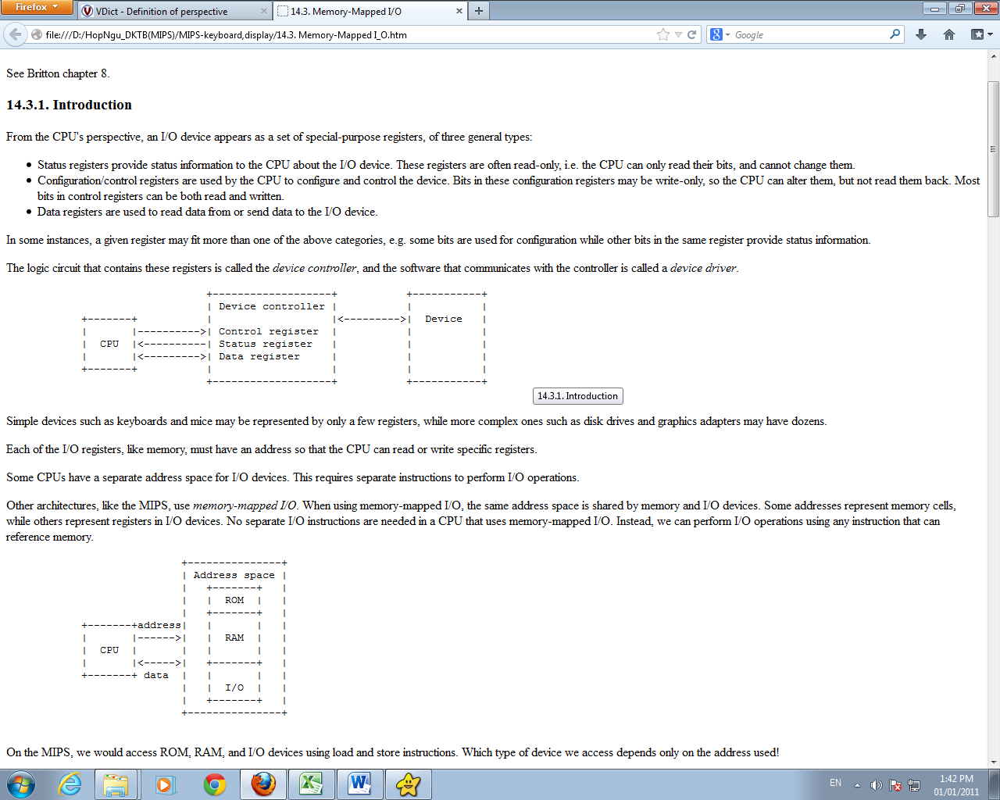 Firefox
VDict - Definition of perspective
14.3. Memory-Mapped I/O
file:///D:/HopNgu_DKTB(MIPS)/MIPS-keyboard,display/14.3. Memory-Mapped I_O.htm
Google
See Britton chapter 8.
14.3.1. Introduction
From the CPU's perspective, an I/O device appears as a set of special-purpose registers, of three general types:
• Status registers provide status information to the CPU about the I/O device. These registers are often read-only, i.e. the CPU can only read their bits, and cannot change them.
• Configuration/control registers are used by the CPU to configure and control the device. Bits in these configuration registers may be write-only, so the CPU can alter them, but not read them back. Most
bits in control registers can be both read and written.
• Data registers are used to read data from or send data to the I/O device.
In some instances, a given register may fit more than one of the above categories, e.g. some bits are used for configuration while other bits in the same register provide status information.
The logic circuit that contains these registers is called the device controller, and the software that communicates with the controller is called a device driver.
Device controller
Device
Control register
CPU
Status register
Data register
14.3.1. Introduction
Simple devices such as keyboards and mice may be represented by only a few registers, while more complex ones such as disk drives and graphics adapters may have dozens.
Each of the I/O registers, like memory, must have an address so that the CPU can read or write specific registers.
Some CPUs have a separate address space for I/O devices. This requires separate instructions to perform I/O operations.
Other architectures, like the MIPS, use memory-mapped I/O. When using memory-mapped I/O, the same address space is shared by memory and I/O devices. Some addresses represent memory cells,
while others represent registers in I/O devices. No separate I/O instructions are needed in a CPU that uses memory-mapped I/O. Instead, we can perform I/O operations using any instruction that can
reference memory.
Address space
ROM
address
RAM
CPU
data
I/O
On the MIPS, we would access ROM, RAM, and I/O devices using load and store instructions. Which type of device we access depends only on the address used!
EN
1:42 PM
01/01/2011